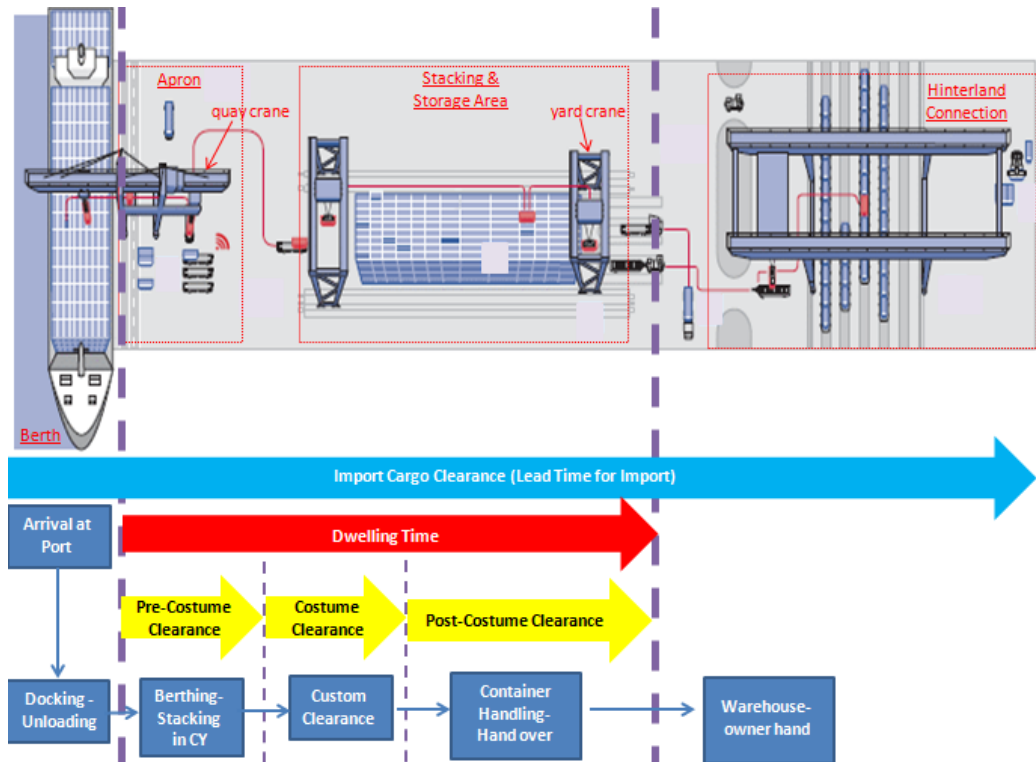 Apron
quay crane
Stacking &
Storage Area
yard crane
Hinterland
Connection
Berth
Import Cargo Clearance (Lead Time for Import)
Arrival at
Port
Dwelling Time
Pre-Costume
Clearance
Costume
Clearance
Post-Costume Clearance
Docking -
Unloading
Berthing-
Stacking
in CY
Custom
Clearance
Container
Handling-
Hand over
Warehouse-
owner hand